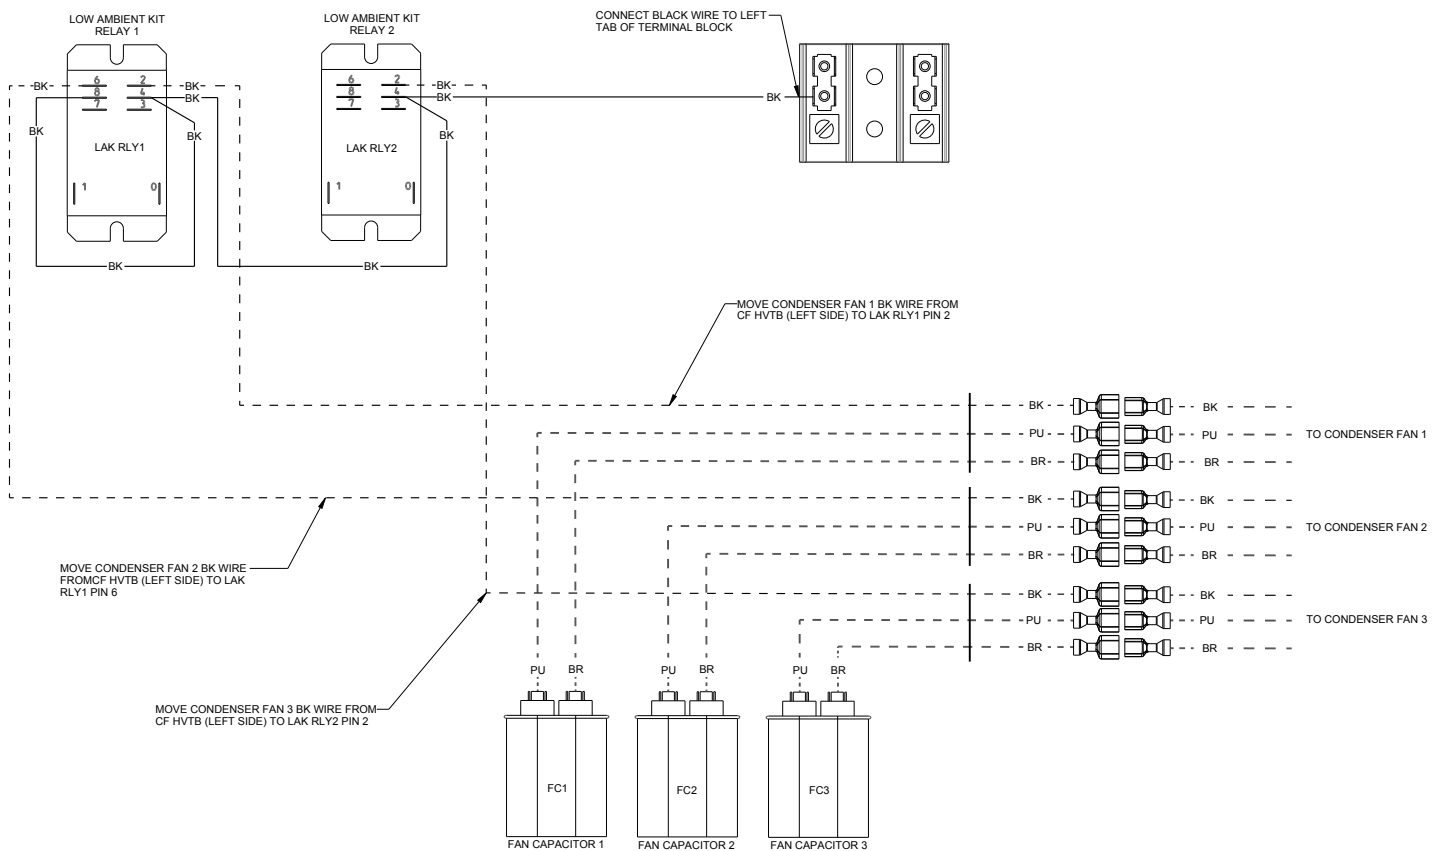 LOW AMBIENT KIT
RELAY 1
LOW AMBIENT KIT
RELAY 2
CONNECT BLACK WIRE TO LEFT
TAB OF TERMINAL BLOCK
BK 6 2 BK
8 4 BK
7 3
BK
BK
LAK RLY1
1 0
BK
6 2 BK
8 4 BK
7 3
BK
LAK RLY2
1 0
BK
BK
MOVE CONDENSER FAN 1 BK WIRE FROM
CF HVTB (LEFT SIDE) TO LAK RLY1 PIN 2
BK BK
PU PU TO CONDENSER FAN 1
BR BR
BK BK
PU PU TO CONDENSER FAN 2
BR BR
BK BK
PU PU TO CONDENSER FAN 3
BR BR
MOVE CONDENSER FAN 2 BK WIRE
FROMCF HVTB (LEFT SIDE) TO LAK
RLY1 PIN 6
MOVE CONDENSER FAN 3 BK WIRE FROM
CF HVTB (LEFT SIDE) TO LAK RLY2 PIN 2
PU BR
PU BR
PU BR
FC1
FC2
FC3
FAN CAPACITOR 1
FAN CAPACITOR 2
FAN CAPACITOR 3